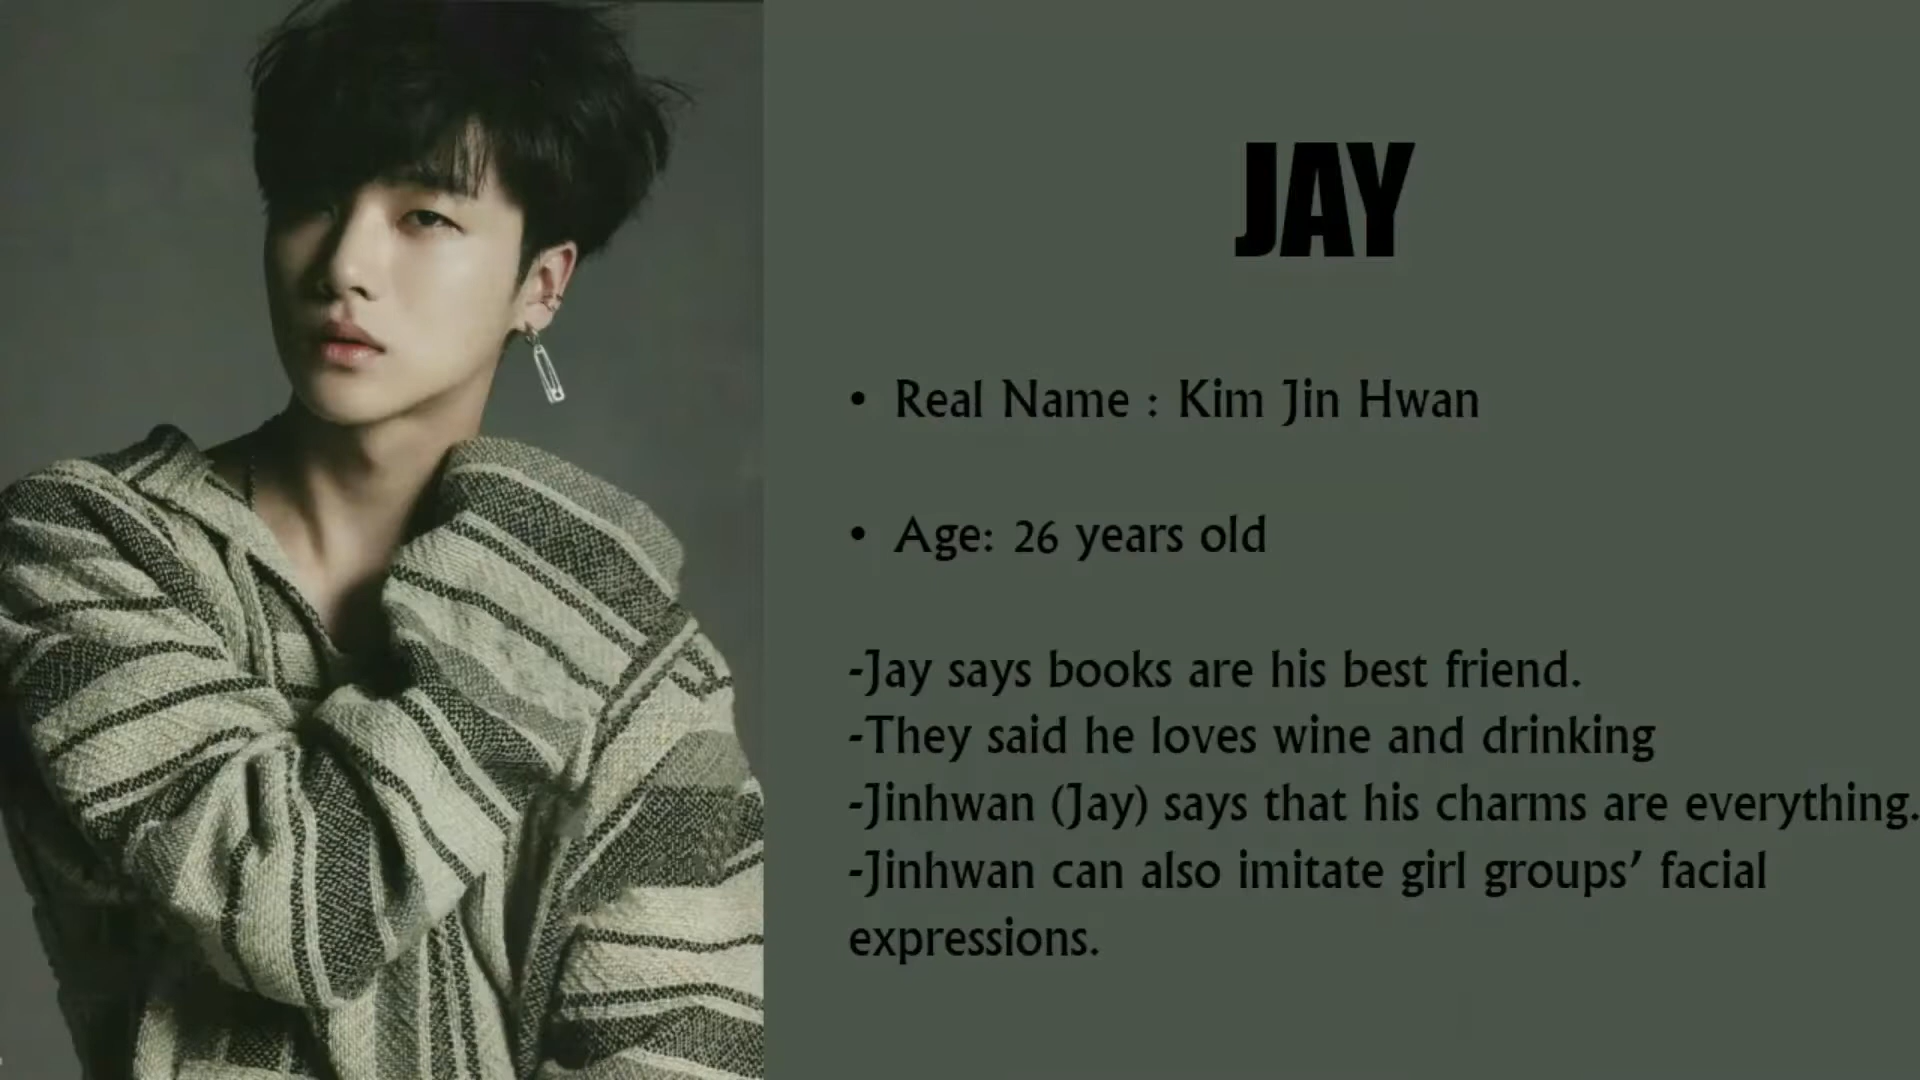 JAY
• Real Name : Kim Jin Hwan
• Age: 26 years old
-Jay says books are his best friend.
-They said he loves wine and drinking
-Jinhwan (Jay) says that his charms are everything.
-Jinhwan can also imitate girl groups’ facial
expressions.